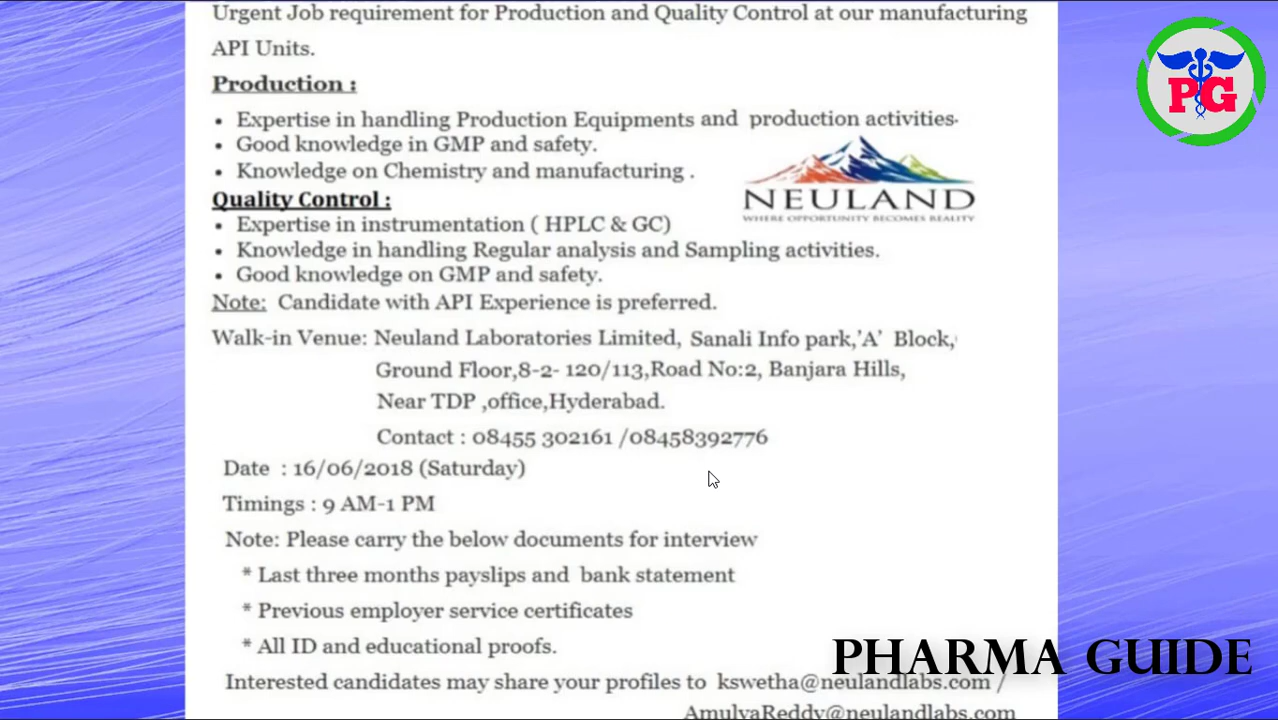 Urgent Job requirement for Production and Quality Control at our manufacturing
API Units.
Production :
• Expertise in handling Production Equipments and production activities.
• Good knowledge in GMP and safety.
• Knowledge on Chemistry and manufacturing .
NEULAND
WHERE OPPORTUNITY BECOMES REALITY
Quality Control :
• Expertise in instrumentation ( HPLC & GC)
• Knowledge in handling Regular analysis and Sampling activities.
• Good knowledge on GMP and safety.
Note: Candidate with API Experience is preferred.
Walk-in Venue: Neuland Laboratories Limited, Sanali Info park,'A' Block,
Ground Floor,8-2- 120/113,Road No:2, Banjara Hills,
Near TDP ,office,Hyderabad.
Contact : 08455 302161 /08458392776
Date : 16/06/2018 (Saturday)
Timings : 9 AM-1 PM
Note: Please carry the below documents for interview
* Last three months payslips and bank statement
* Previous employer service certificates
* All ID and educational proofs.
Interested candidates may share your profiles to kswetha@neulandlabs.com /
AmulyaReddy@neulandlabs.com
PG
PHARMA GUIDE